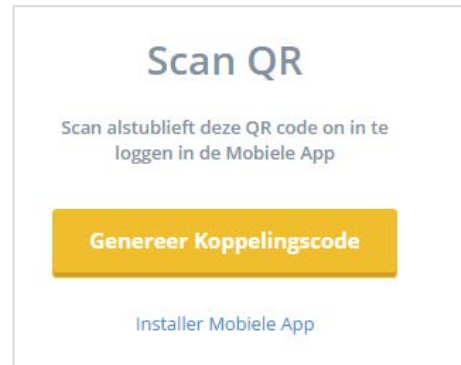 Scan QR
Scan alstublieft deze QR code on in te
loggen in de Mobiele App
Genereer Koppelingscode
Installer Mobiele App